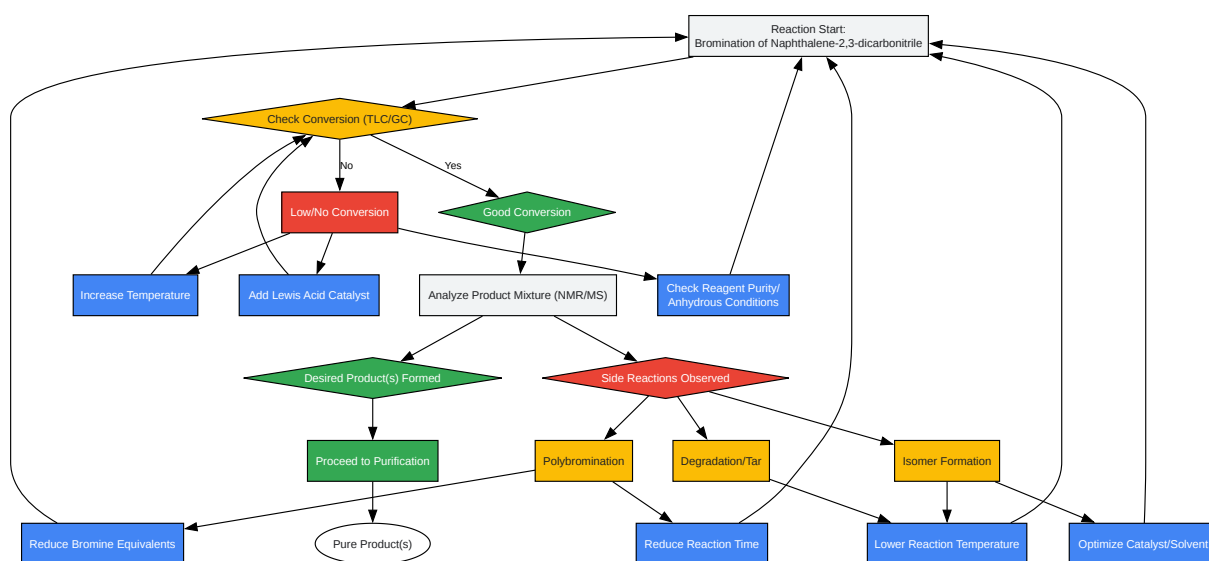 Reaction Start:
Bromination of Naphthalene-2,3-dicarbonitrile
Check Conversion (TLC/GC)
No
Yes
Low/No Conversion
Good Conversion
Increase Temperature
Add Lewis Acid Catalyst
Analyze Product Mixture (NMR/MS)
Check Reagent Purity/
Anhydrous Conditions
Desired Product(s) Formed
Side Reactions Observed
Proceed to Purification
Polybromination
Degradation/Tar
Isomer Formation
Reduce Bromine Equivalents
Pure Product(s)
Reduce Reaction Time
Lower Reaction Temperature
Optimize Catalyst/Solvent